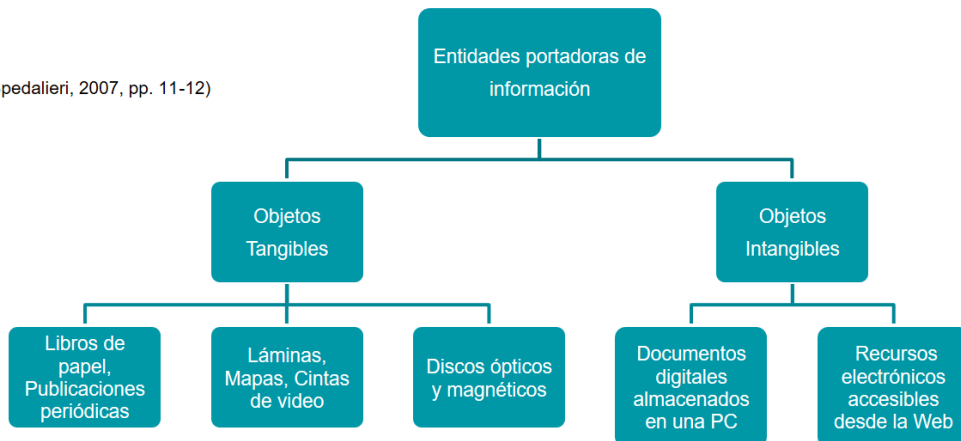 Entidades portadoras de
información
pedalieri, 2007, pp. 11-12)
Objetos
Tangibles
Objetos
Intangibles
Libros de
papel,
Publicaciones
periódicas
Láminas,
Mapas, Cintas
de video
Discos ópticos
y magnéticos
Documentos
digitales
almacenados
en una PC
Recursos
electrónicos
accesibles
desde la Web